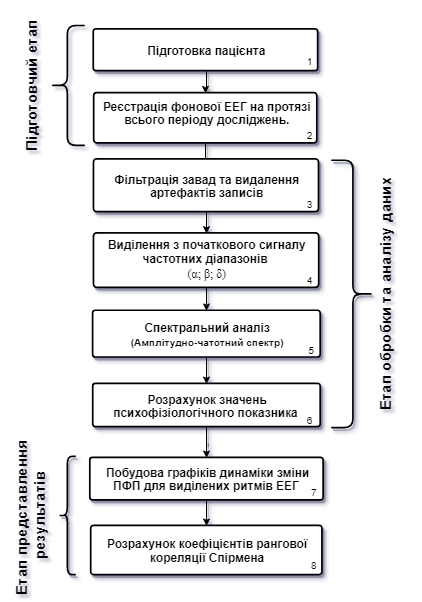 Підготовчий етап
Підготовка пацієнта
1
Реєстрація фонової ЕЕГ на протязі
всього періоду досліджень.
2
Етап обробки та аналізу даних
Фільтрація завад та видалення
артефактів записів
3
Виділення з початкового сигналу
частотних діапазонів
(α; β; δ)
4
Спектральний аналіз
(Амплітудно-чатотний спектр)
5
Розрахунок значень
психофізіологічного показника
6
Етап представлення
результатів
Побудова графіків динаміки зміни
ПФП для виділених ритмів ЕЕГ
7
Розрахунок коефіцієнтів рангової
кореляції Спірмена
8